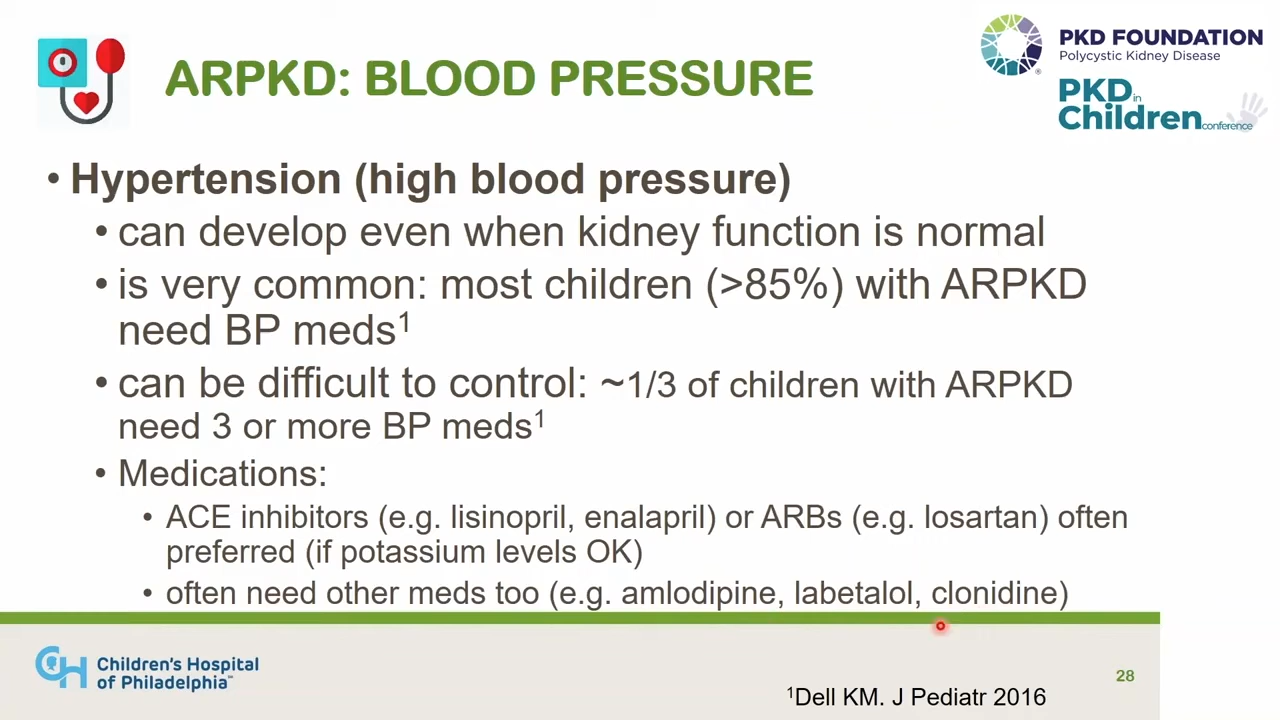 PKD FOUNDATION
Polycystic Kidney Disease
PKD in
Children conference
ARPKD: BLOOD PRESSURE
• Hypertension (high blood pressure)
• can develop even when kidney function is normal
• is very common: most children (>85%) with ARPKD
need BP meds¹
• can be difficult to control: ~1/3 of children with ARPKD
need 3 or more BP meds¹
• Medications:
• ACE inhibitors (e.g. lisinopril, enalapril) or ARBs (e.g. losartan) often
preferred (if potassium levels OK)
• often need other meds too (e.g. amlodipine, labetalol, clonidine)
Children's Hospital
of Philadelphia™
28
¹Dell KM. J Pediatr 2016